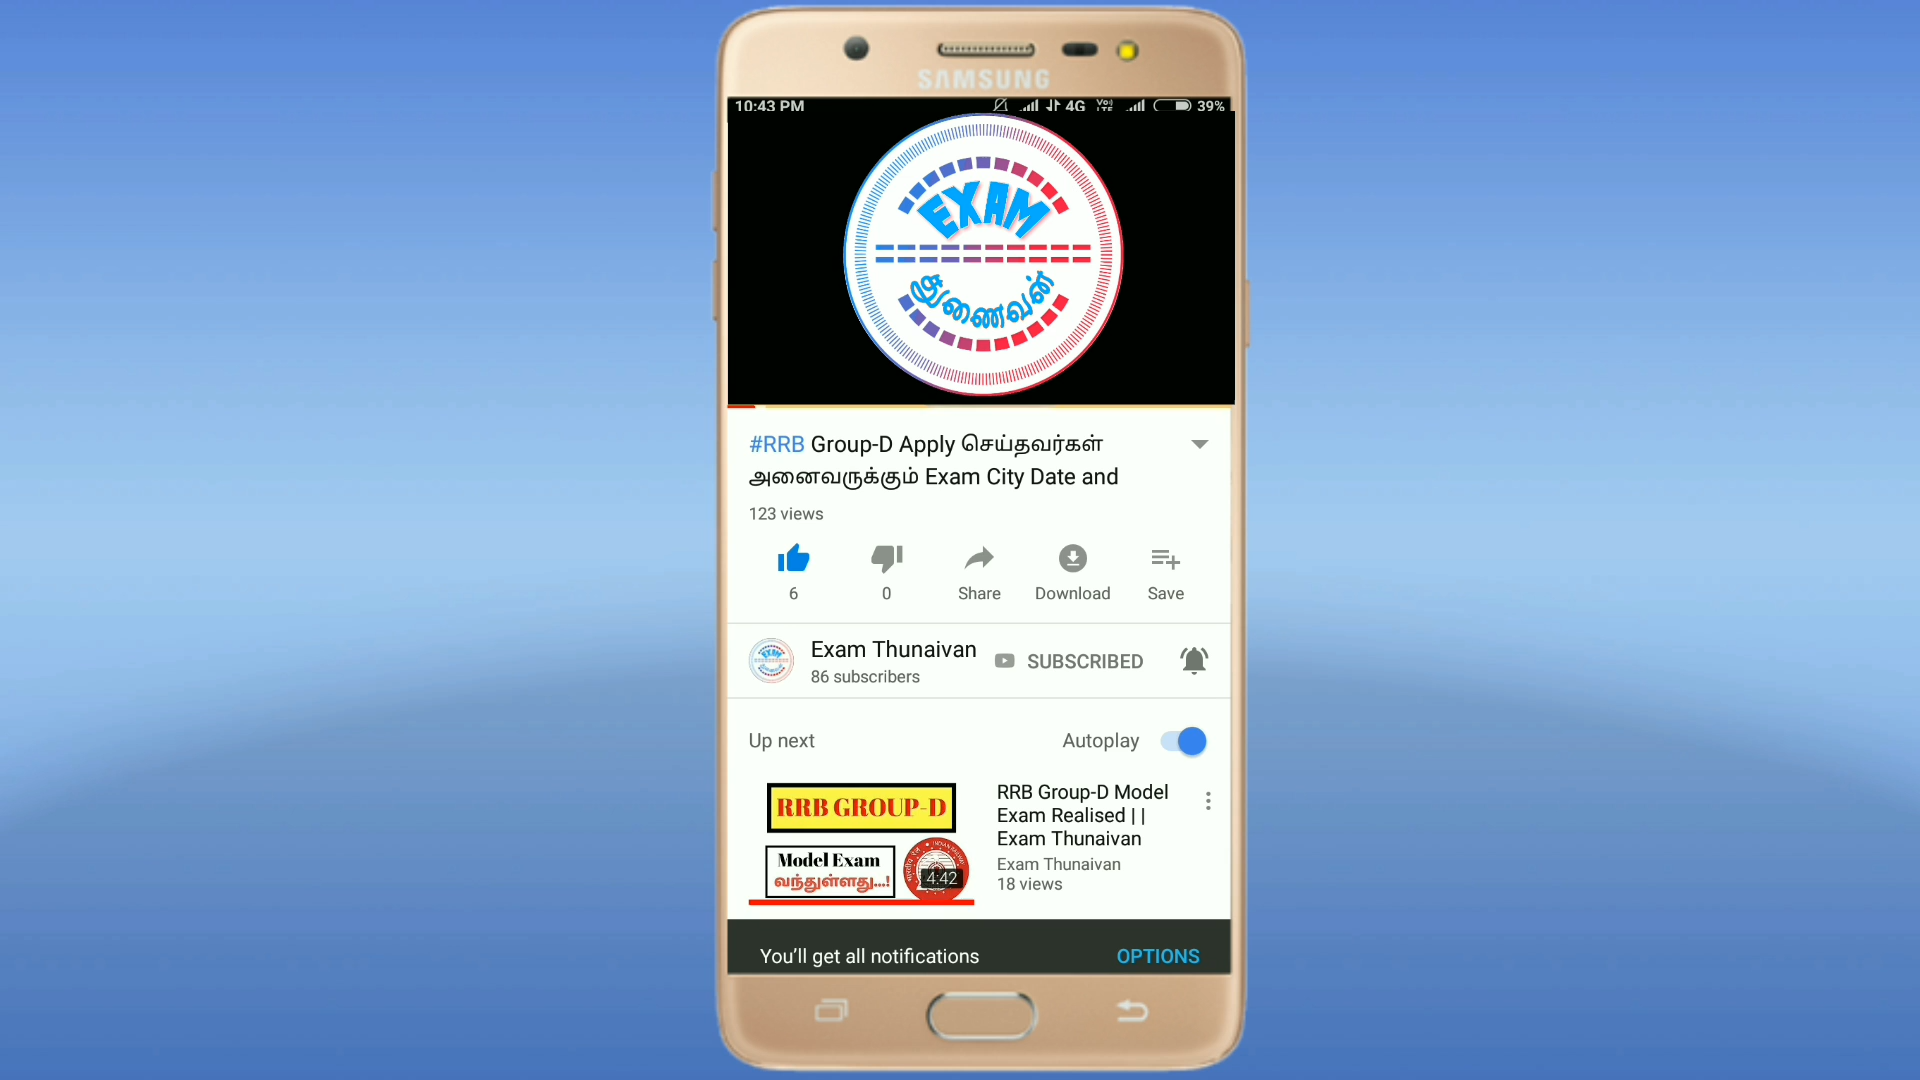 SAMSUNG
10:43 PM 4G VoLTE 39%
EXAM
துணைவன்
#RRB Group-D Apply செய்தவர்கள்
அனைவருக்கும் Exam City Date and
123 views
6 0 Share Download Save
EXAM
Exam Thunaivan
SUBSCRIBED
86 subscribers
Up next Autoplay
RRB GROUP-D
Model Exam
வந்துள்ளது...!
4:42
RRB Group-D Model
Exam Realised ||
Exam Thunaivan
Exam Thunaivan
18 views
You’ll get all notifications OPTIONS